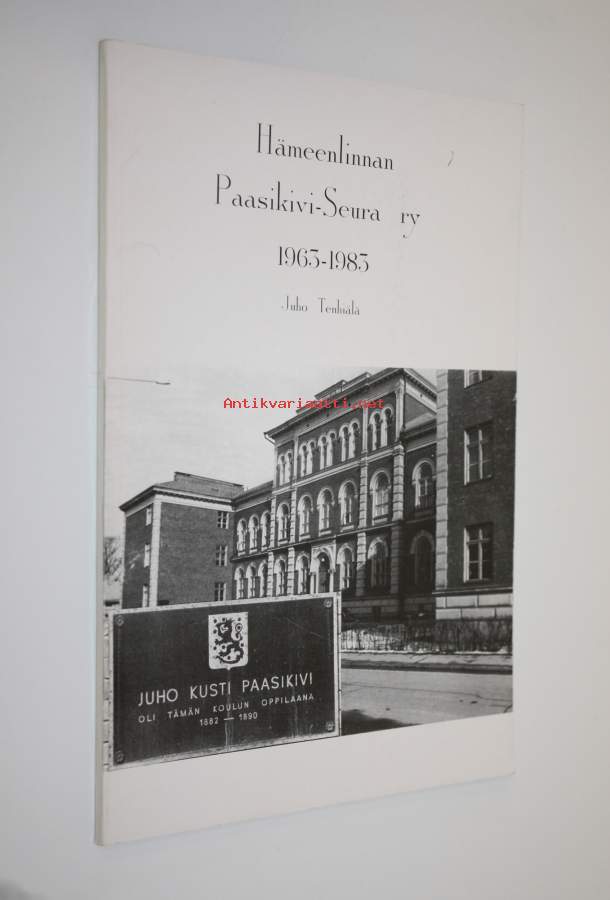 Hämeenlinnan
Paasikivi-Seura ry
1963-1983
Juho Tenhiälä
Antikvariaatti.net
JUHO KUSTI PAASIKIVI
OLI TÄMÄN KOULUN OPPILAANA
1882 — 1890